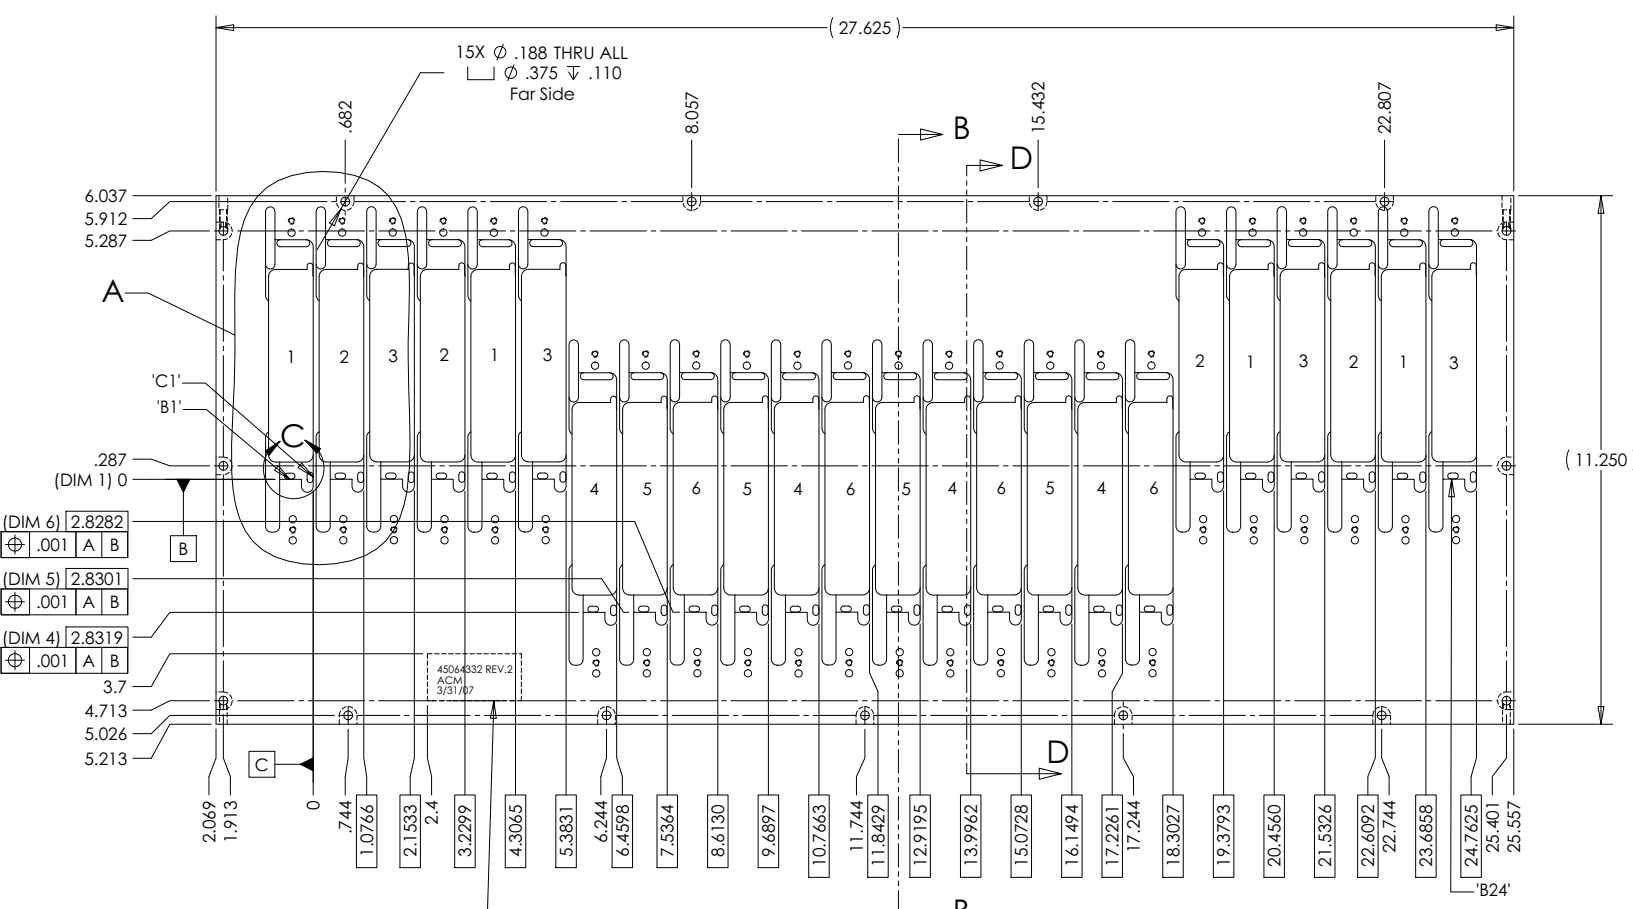 ( 27.625 )
15X Ø .188 THRU ALL
⌴ Ø .375 ↧ .110
Far Side
.682
8.057
15.432
22.807
B
D
6.037
5.912
5.287
A
1
2
3
2
1
3
2
1
3
2
1
3
'C1'
'B1'
C
.287
(DIM 1) 0
( 11.250 )
B
4
5
6
5
4
6
5
4
6
5
4
6
(DIM 6) 2.8282
⌖ .001 A B
(DIM 5) 2.8301
⌖ .001 A B
(DIM 4) 2.8319
⌖ .001 A B
45064332 REV.2
ACM
3/31/07
3.7
4.713
5.026
5.213
C
D
2.069
1.913
0
.744
1.0766
2.1533
2.4
3.2299
4.3065
5.3831
6.244
6.4598
7.5364
8.6130
9.6897
10.7663
11.744
11.8429
12.9195
13.9962
15.0728
16.1494
17.2261
17.244
18.3027
19.3793
20.4560
21.5326
22.6092
22.744
23.6858
24.7625
25.401
25.557
'B24'
B